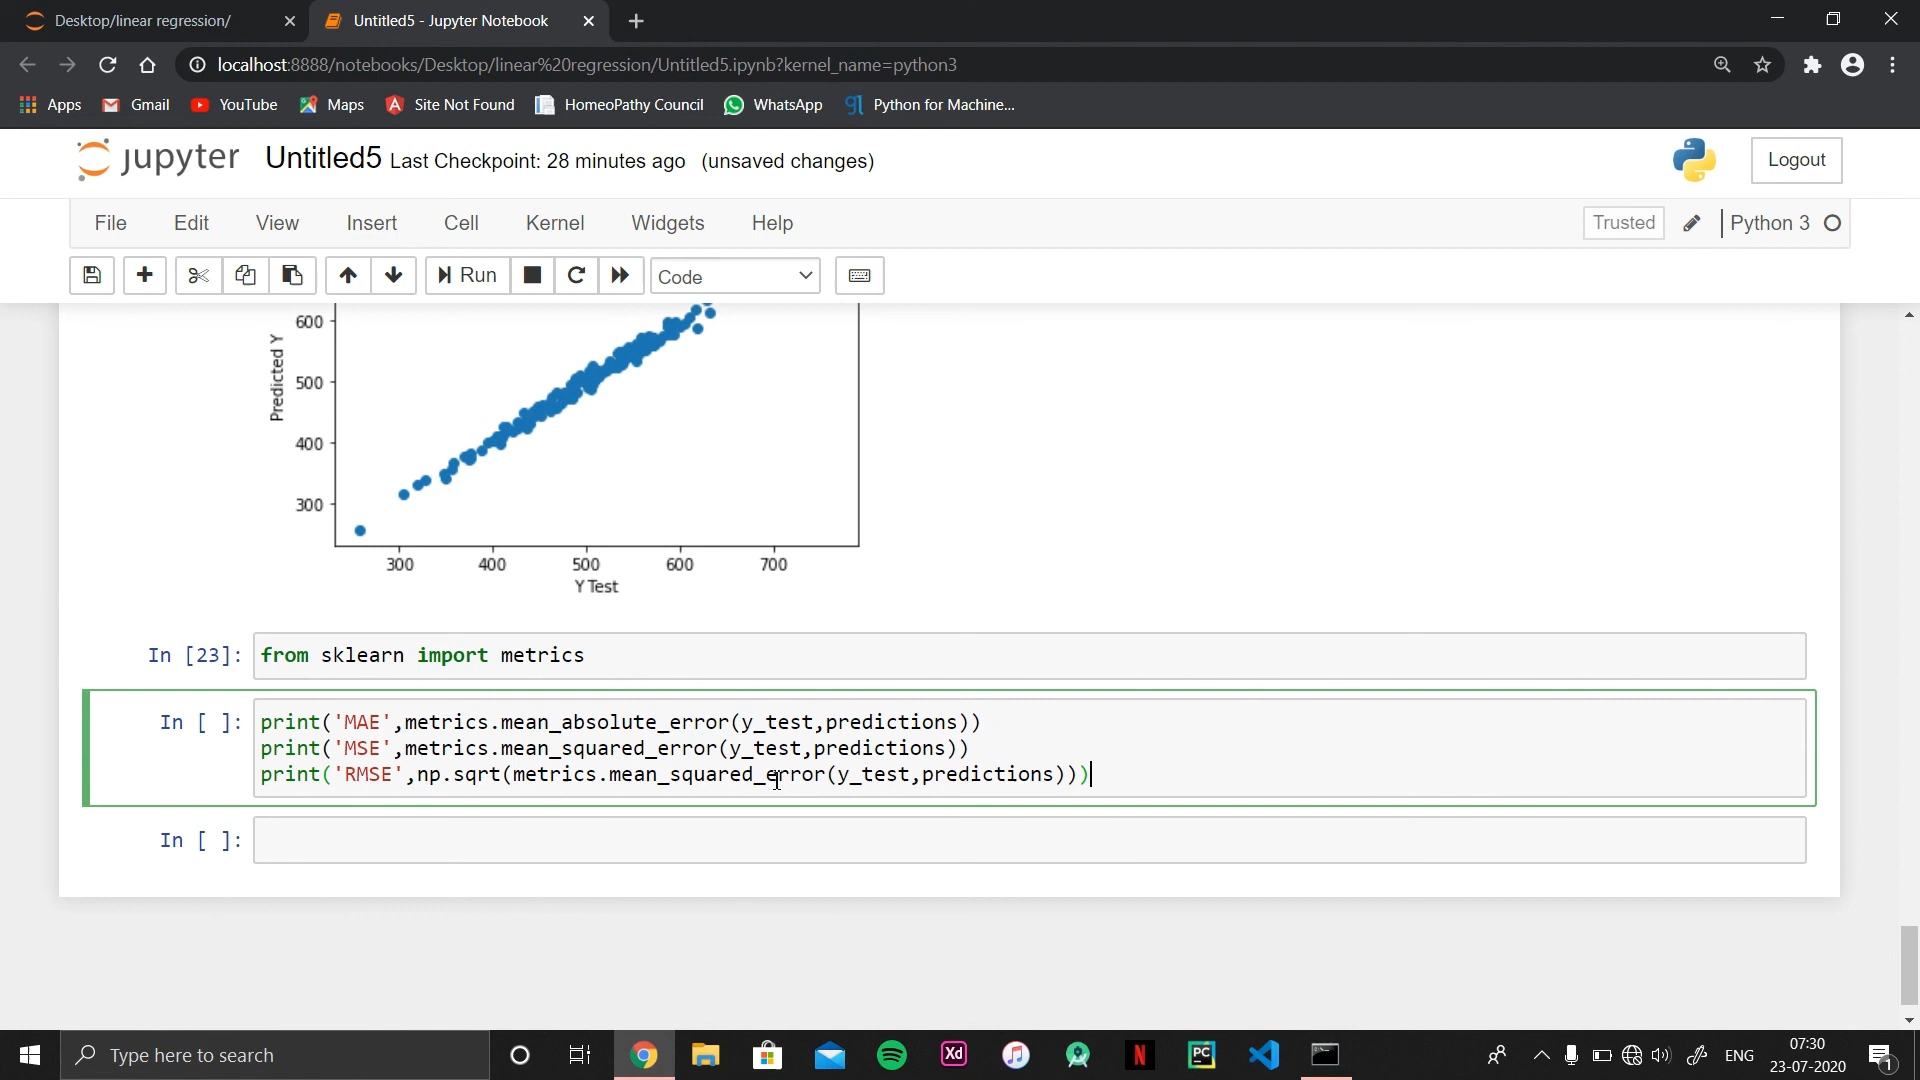 Desktop/linear regression/
Untitled5 - Jupyter Notebook
localhost:8888/notebooks/Desktop/linear%20regression/Untitled5.ipynb?kernel_name=python3
Apps Gmail YouTube Maps Site Not Found HomeoPathy Council WhatsApp Python for Machine...
jupyter Untitled5 Last Checkpoint: 28 minutes ago (unsaved changes) Logout
File Edit View Insert Cell Kernel Widgets Help Trusted Python 3
Run Code
600
500
400
300
Predicted Y
300 400 500 600 700
Y Test
In [23]: from sklearn import metrics
In [ ]: print('MAE',metrics.mean_absolute_error(y_test,predictions))
print('MSE',metrics.mean_squared_error(y_test,predictions))
print('RMSE',np.sqrt(metrics.mean_squared_error(y_test,predictions)))
In [ ]:
Type here to search
Xd
N
PC
ENG
07:30
23-07-2020
1